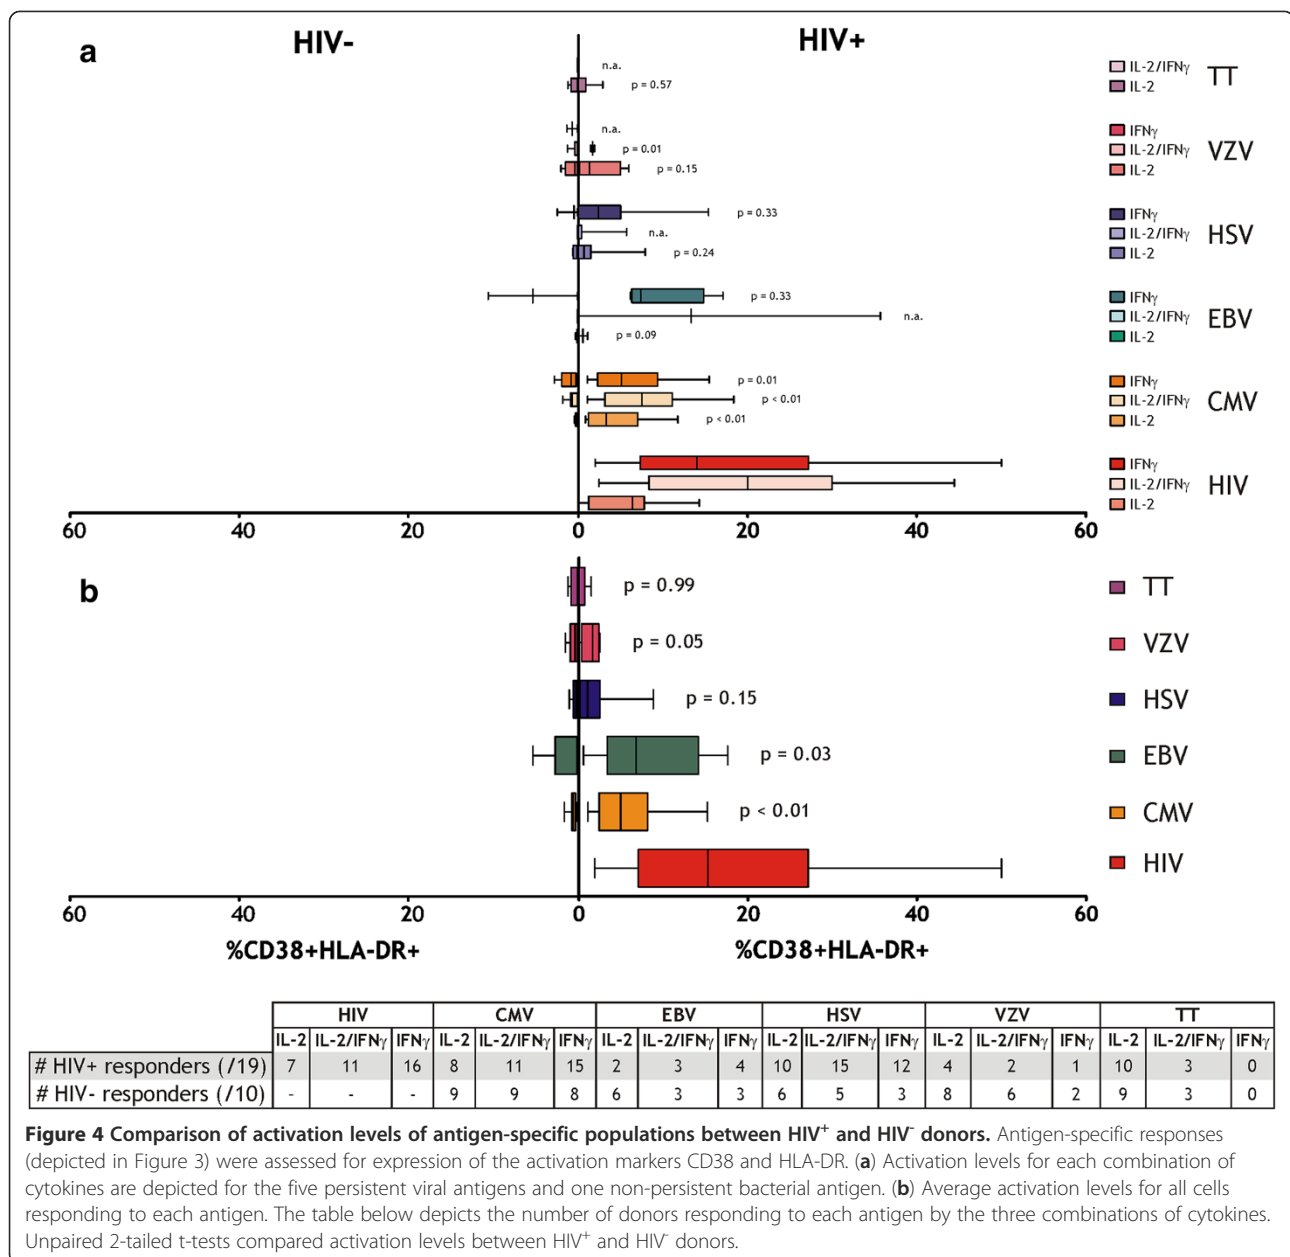 a
HIV-
HIV+
n.a.
IL-2/IFNγ
p = 0.57
IL-2
TT
n.a.
IFNγ
p = 0.01
IL-2/IFNγ
p = 0.15
IL-2
VZV
p = 0.33
IFNγ
n.a.
IL-2/IFNγ
p = 0.24
IL-2
HSV
p = 0.33
IFNγ
n.a.
IL-2/IFNγ
p = 0.09
IL-2
EBV
p = 0.01
IFNγ
p < 0.01
IL-2/IFNγ
p < 0.01
IL-2
CMV
IFNγ
IL-2/IFNγ
IL-2
HIV
60 40 20 0 20 40 60
b
p = 0.99 TT
p = 0.05 VZV
p = 0.15 HSV
p = 0.03 EBV
p < 0.01 CMV
HIV
60 40 20 0 20 40 60
%CD38+HLA-DR+ %CD38+HLA-DR+
HIV CMV EBV HSV VZV TT
IL-2 IL-2/IFNγ IFNγ IL-2 IL-2/IFNγ IFNγ IL-2 IL-2/IFNγ IFNγ IL-2 IL-2/IFNγ IFNγ IL-2 IL-2/IFNγ IFNγ IL-2 IL-2/IFNγ IFNγ
# HIV+ responders (/19) 7 11 16 8 11 15 2 3 4 10 15 12 4 2 1 10 3 0
# HIV- responders (/10) - - - 9 9 8 6 3 3 6 5 3 8 6 2 9 3 0
Figure 4 Comparison of activation levels of antigen-specific populations between HIV⁺ and HIV⁻ donors. Antigen-specific responses
(depicted in Figure 3) were assessed for expression of the activation markers CD38 and HLA-DR. (a) Activation levels for each combination of
cytokines are depicted for the five persistent viral antigens and one non-persistent bacterial antigen. (b) Average activation levels for all cells
responding to each antigen. The table below depicts the number of donors responding to each antigen by the three combinations of cytokines.
Unpaired 2-tailed t-tests compared activation levels between HIV⁺ and HIV⁻ donors.